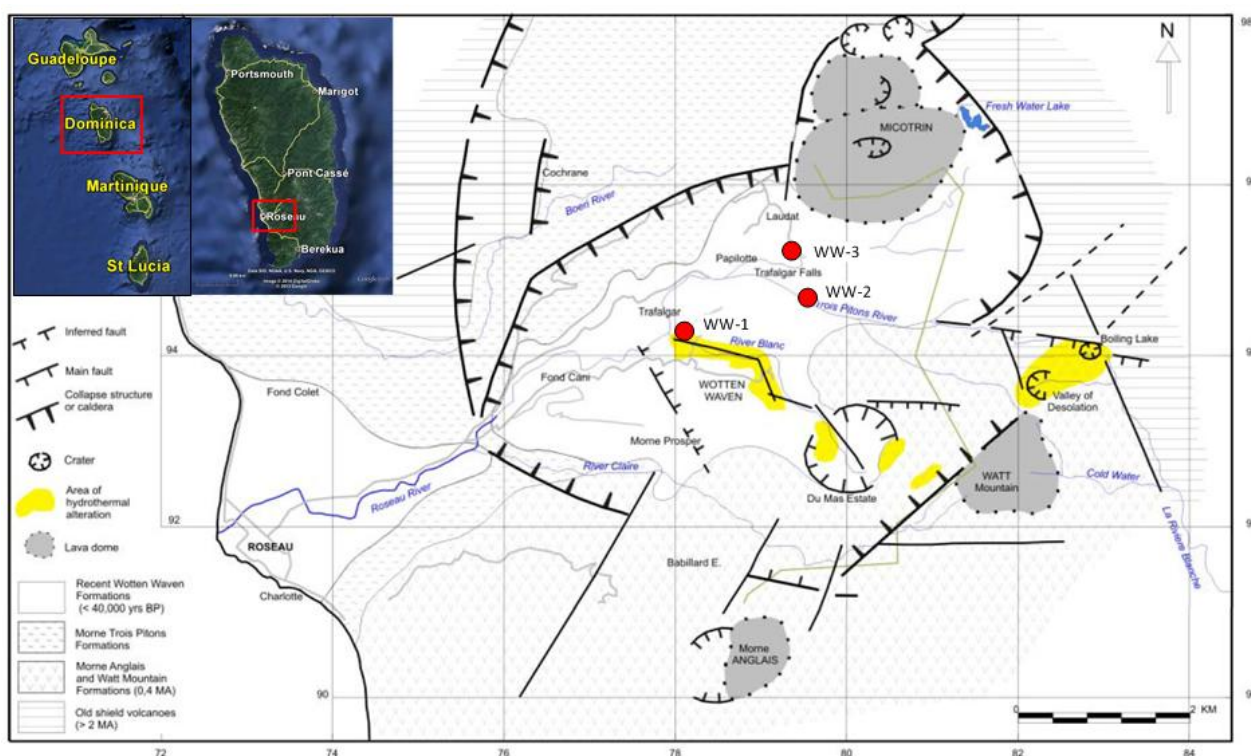 Guadeloupe
Dominica
Martinique
St Lucia
Portsmouth
Marigot
Pont Cassé
Roseau
Berekua
N
98
MICOTRIN
Fresh Water Lake
Cochrane
Boeri River
Laudat
WW-3
Papilotte
Trafalgar Falls
WW-2
Trois Pitons River
Trafalgar
WW-1
River Blanc
Boiling Lake
94
Fond Cani
WOTTEN
WAVEN
Valley of
Desolation
Fond Colet
Morne Prosper
River Claire
WATT
Mountain
Cold Water
Du Mas Estate
Roseau River
La Riviere Blanche
92
ROSEAU
Babillard E.
Charlotte
Morne
ANGLAIS
90
Inferred fault
Main fault
Collapse structure
or caldera
Crater
Area of
hydrothermal
alteration
Lava dome
Recent Wotten Waven
Formations
(< 40,000 yrs BP)
Morne Trois Pitons
Formations
Morne Anglais
and Watt Mountain
Formations (0,4 MA)
Old shield volcanoes
(> 2 MA)
0 2 KM
72 74 76 78 80 82 84